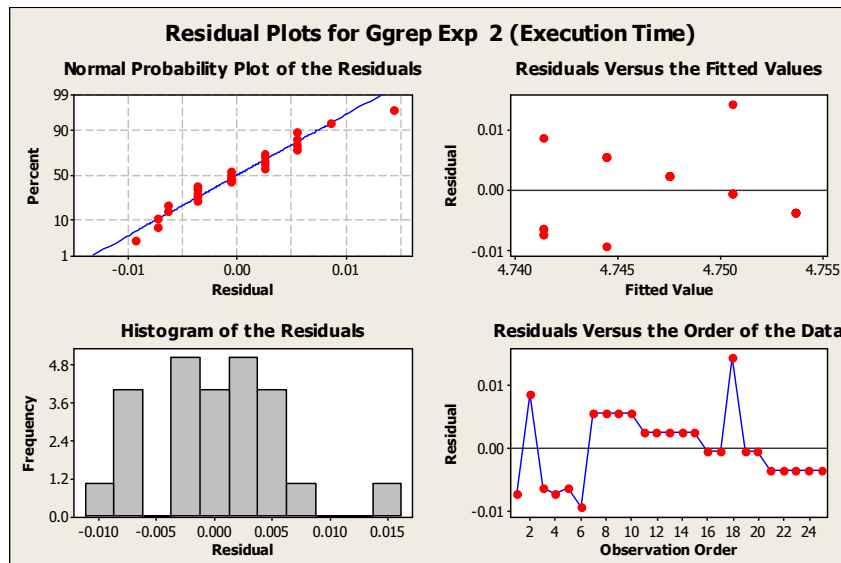 Residual Plots for Ggrep Exp 2 (Execution Time)
Normal Probability Plot of the Residuals
99
90
50
10
1
Percent
-0.01
0.00
0.01
Residual
Residuals Versus the Fitted Values
0.01
0.00
-0.01
Residual
4.740
4.745
4.750
4.755
Fitted Value
Histogram of the Residuals
4.8
3.6
2.4
1.2
0.0
Frequency
-0.010
-0.005
0.000
0.005
0.010
0.015
Residual
Residuals Versus the Order of the Data
0.01
0.00
-0.01
Residual
2 4 6 8 10 12 14 16 18 20 22 24
Observation Order